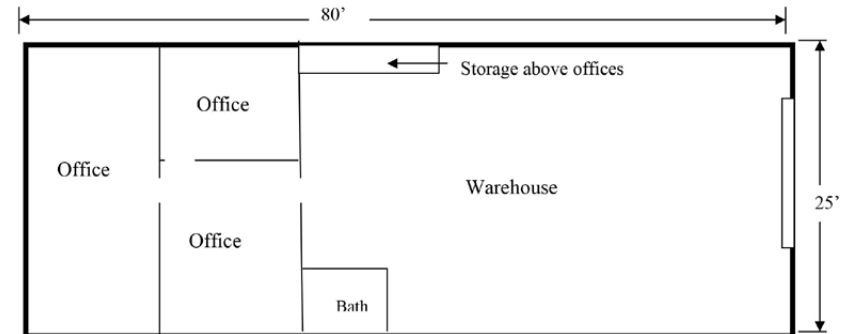 80’
Storage above offices
Office
Office
Warehouse
25’
Office
Bath